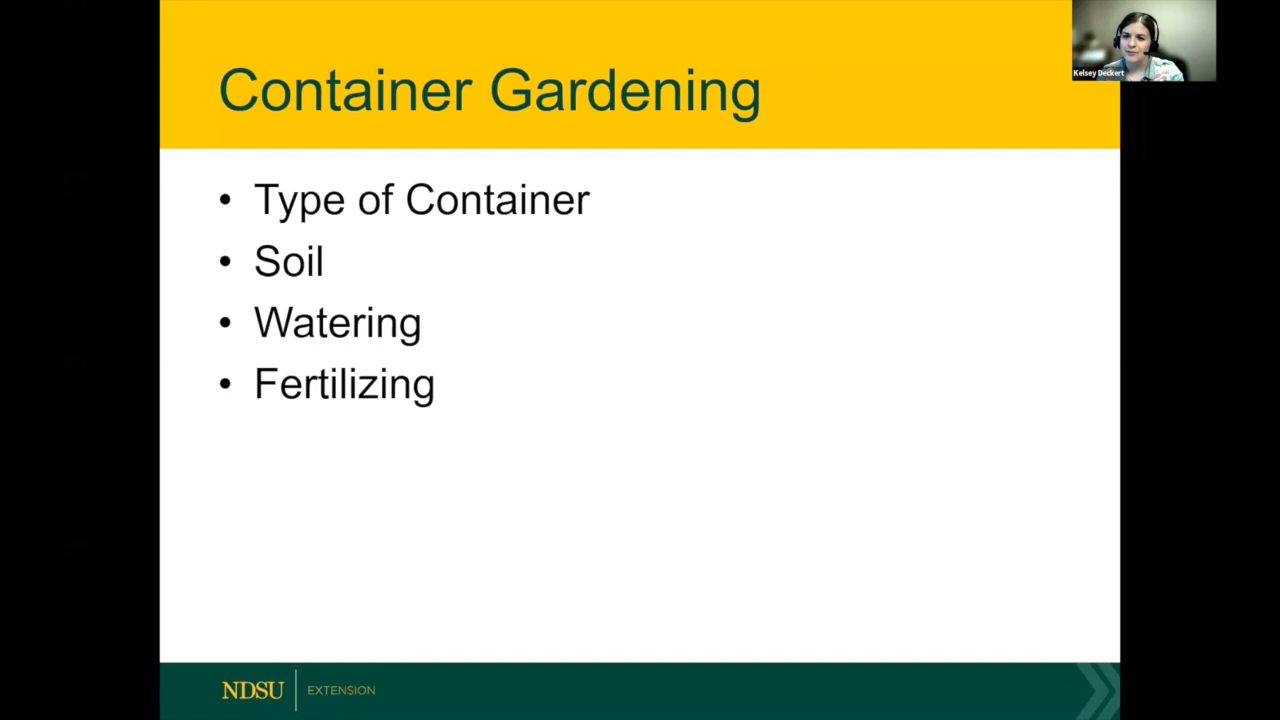 Container Gardening
Kelsey Deckert
• Type of Container
• Soil
• Watering
• Fertilizing
NDSU EXTENSION